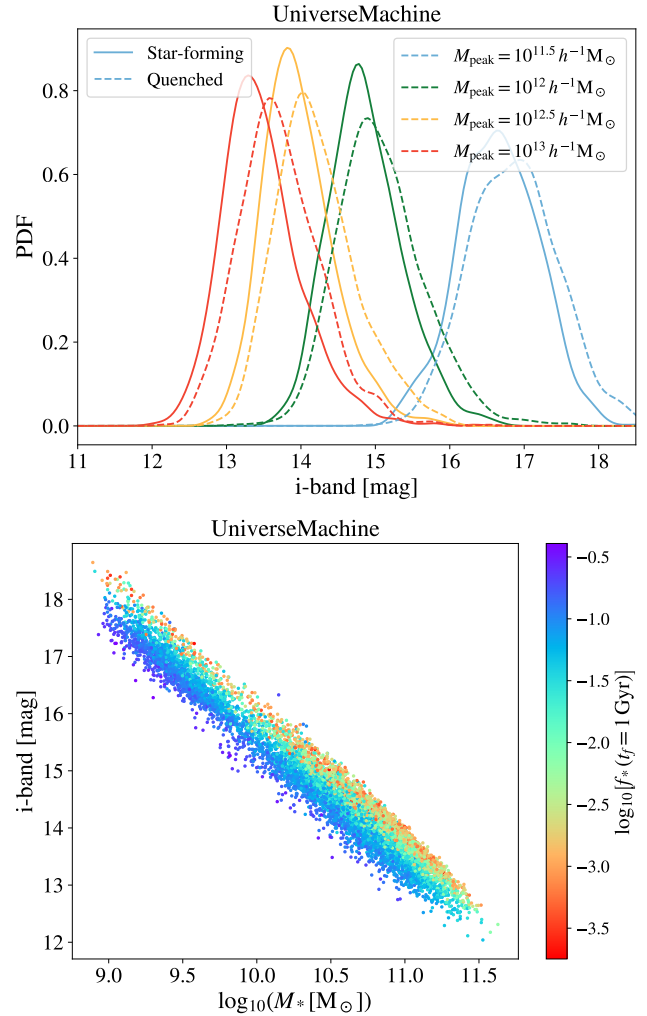 UniverseMachine
Star-forming
Quenched
M_peak = 10^11.5 h^−1 M_⊙
M_peak = 10^12 h^−1 M_⊙
M_peak = 10^12.5 h^−1 M_⊙
M_peak = 10^13 h^−1 M_⊙
PDF
0.8
0.6
0.4
0.2
0.0
11 12 13 14 15 16 17 18
i-band [mag]
UniverseMachine
i-band [mag]
18
17
16
15
14
13
12
9.0 9.5 10.0 10.5 11.0 11.5
log10(M* [M⊙])
−0.5
−1.0
−1.5
−2.0
−2.5
−3.0
−3.5
log10[f*(t_f = 1 Gyr)]